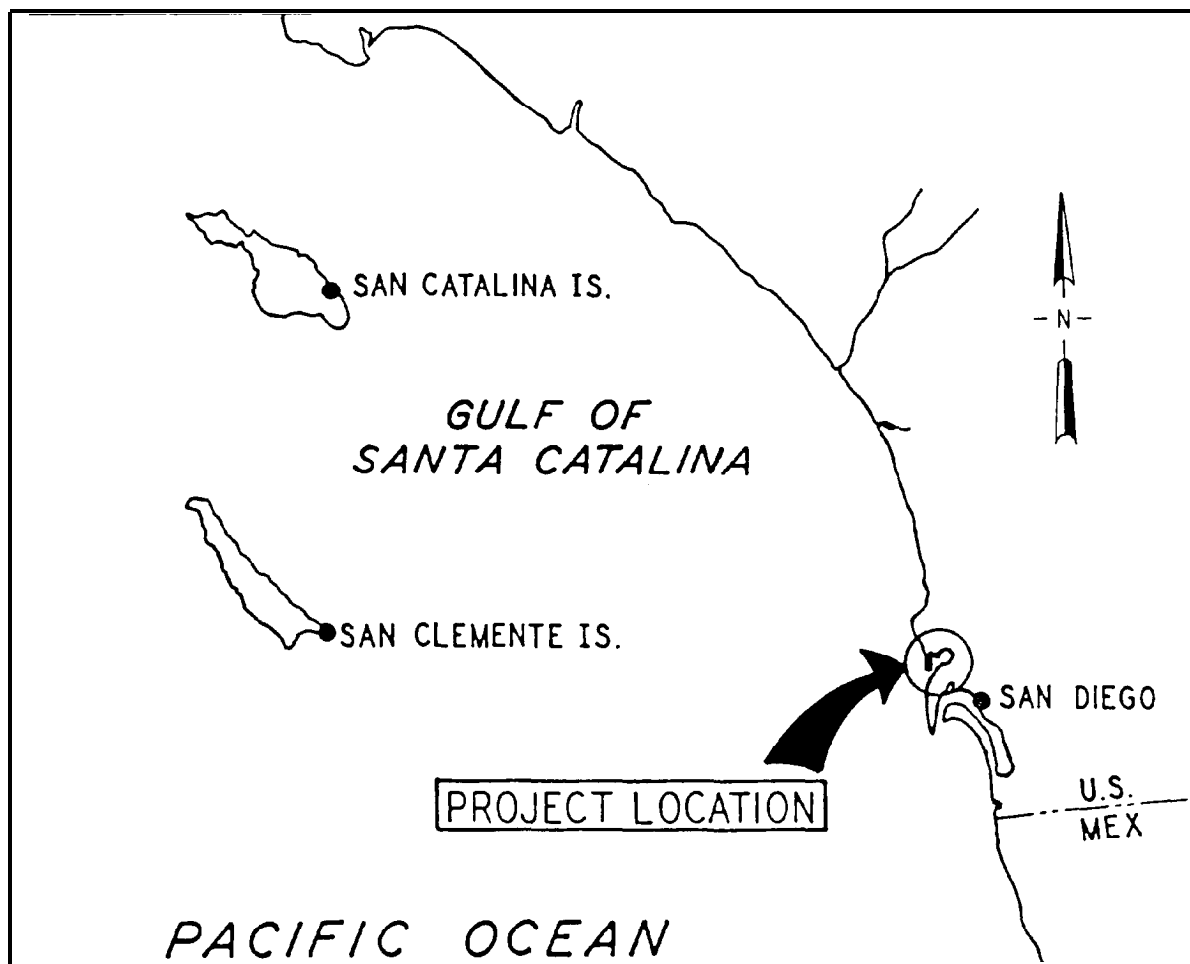 SAN CATALINA IS.
-N-
GULF OF
SANTA CATALINA
SAN CLEMENTE IS.
SAN DIEGO
PROJECT LOCATION
U.S.
MEX
PACIFIC OCEAN